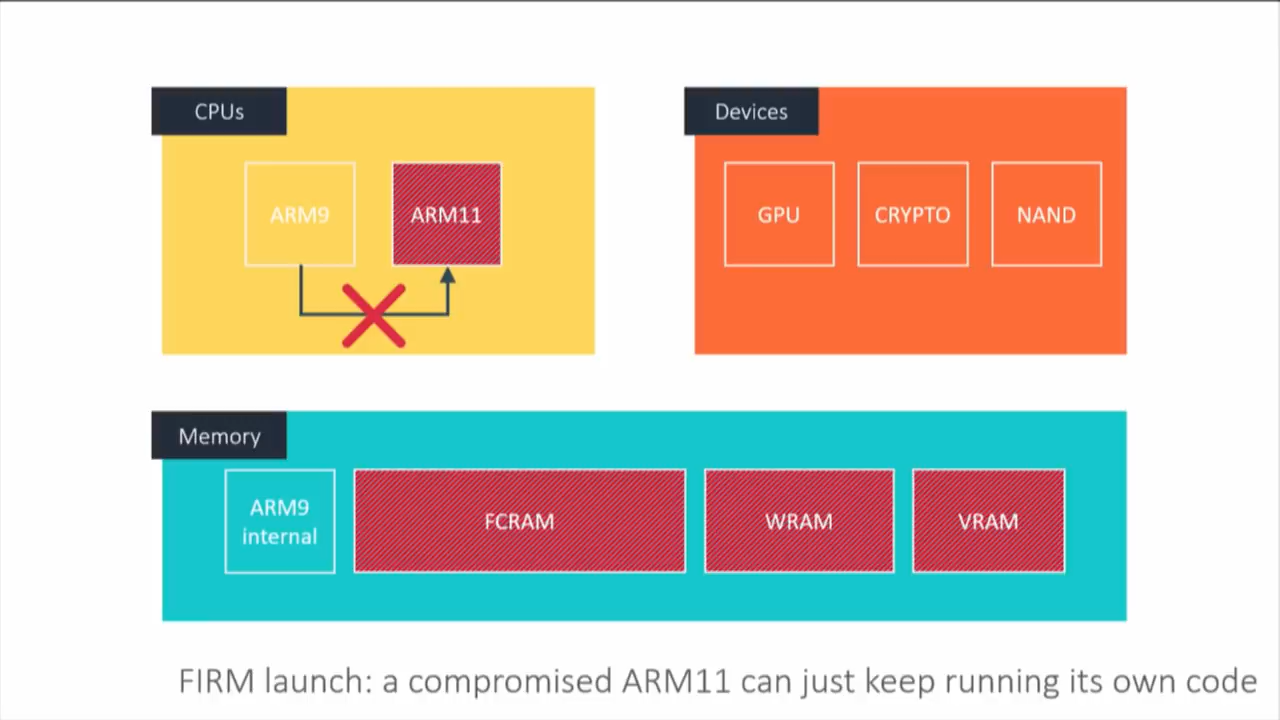 CPUs
Devices
ARM9
ARM11
GPU
CRYPTO
NAND
Memory
ARM9
internal
FCRAM
WRAM
VRAM
FIRM launch: a compromised ARM11 can just keep running its own code